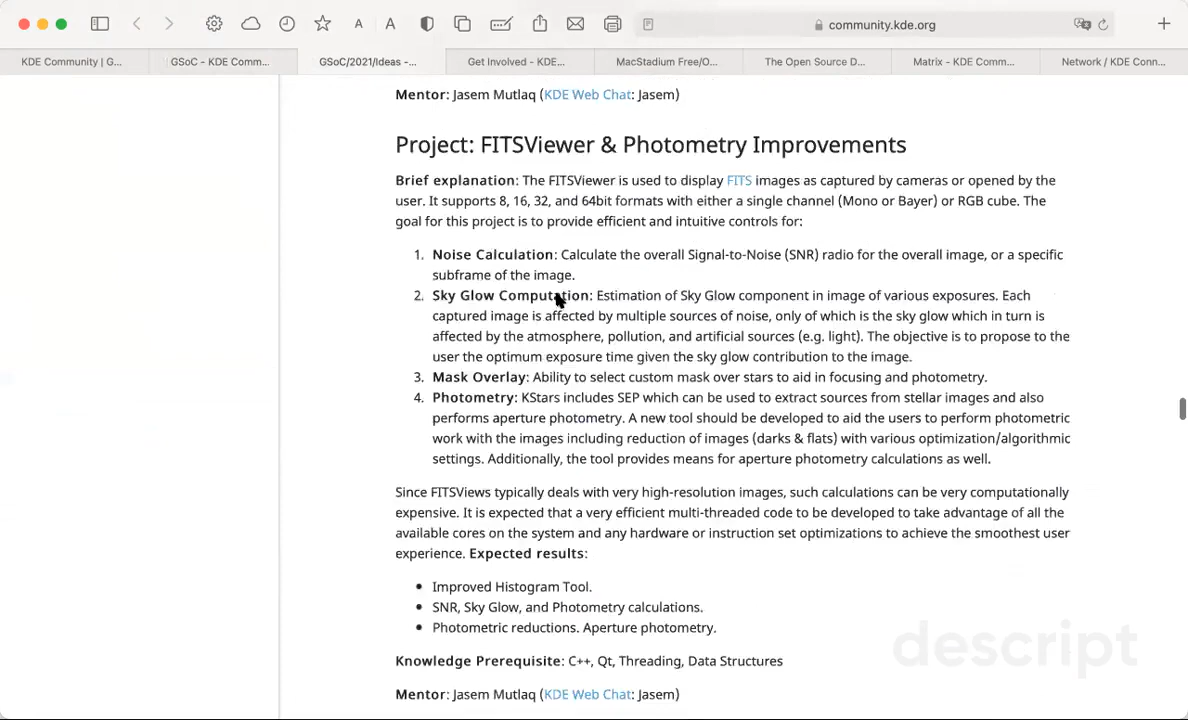 A A community.kde.org
KDE Community | G... GSoC - KDE Comm... GSoC/2021/Ideas -... Get Involved - KDE... MacStadium Free/O... The Open Source D... Matrix - KDE Comm... Network / KDE Conn...
Mentor: Jasem Mutlaq (KDE Web Chat: Jasem)
Project: FITSViewer & Photometry Improvements
Brief explanation: The FITSViewer is used to display FITS images as captured by cameras or opened by the
user. It supports 8, 16, 32, and 64bit formats with either a single channel (Mono or Bayer) or RGB cube. The
goal for this project is to provide efficient and intuitive controls for:
1. Noise Calculation: Calculate the overall Signal-to-Noise (SNR) radio for the overall image, or a specific
subframe of the image.
2. Sky Glow Computation: Estimation of Sky Glow component in image of various exposures. Each
captured image is affected by multiple sources of noise, only of which is the sky glow which in turn is
affected by the atmosphere, pollution, and artificial sources (e.g. light). The objective is to propose to the
user the optimum exposure time given the sky glow contribution to the image.
3. Mask Overlay: Ability to select custom mask over stars to aid in focusing and photometry.
4. Photometry: KStars includes SEP which can be used to extract sources from stellar images and also
performs aperture photometry. A new tool should be developed to aid the users to perform photometric
work with the images including reduction of images (darks & flats) with various optimization/algorithmic
settings. Additionally, the tool provides means for aperture photometry calculations as well.
Since FITSViews typically deals with very high-resolution images, such calculations can be very computationally
expensive. It is expected that a very efficient multi-threaded code to be developed to take advantage of all the
available cores on the system and any hardware or instruction set optimizations to achieve the smoothest user
experience. Expected results:
• Improved Histogram Tool.
• SNR, Sky Glow, and Photometry calculations.
• Photometric reductions. Aperture photometry.
descript
Knowledge Prerequisite: C++, Qt, Threading, Data Structures
Mentor: Jasem Mutlaq (KDE Web Chat: Jasem)